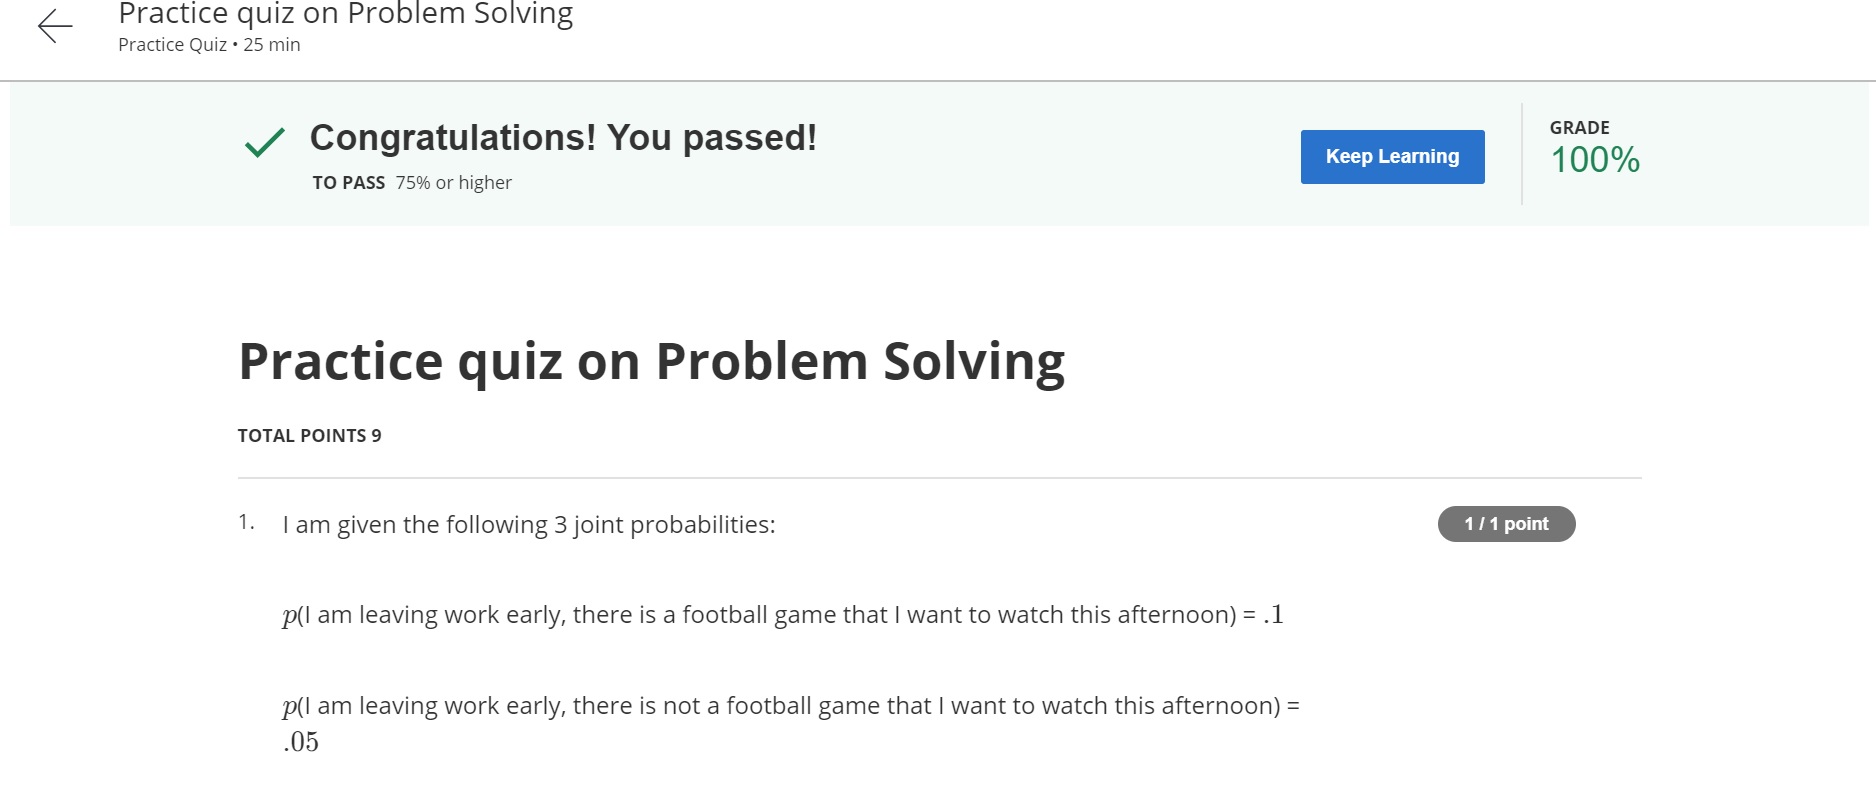 Practice quiz on Problem Solving
Practice Quiz • 25 min
Congratulations! You passed!
TO PASS 75% or higher
Keep Learning
GRADE
100%
Practice quiz on Problem Solving
TOTAL POINTS 9
1. I am given the following 3 joint probabilities:
1 / 1 point
p(I am leaving work early, there is a football game that I want to watch this afternoon) = .1
p(I am leaving work early, there is not a football game that I want to watch this afternoon) =
.05